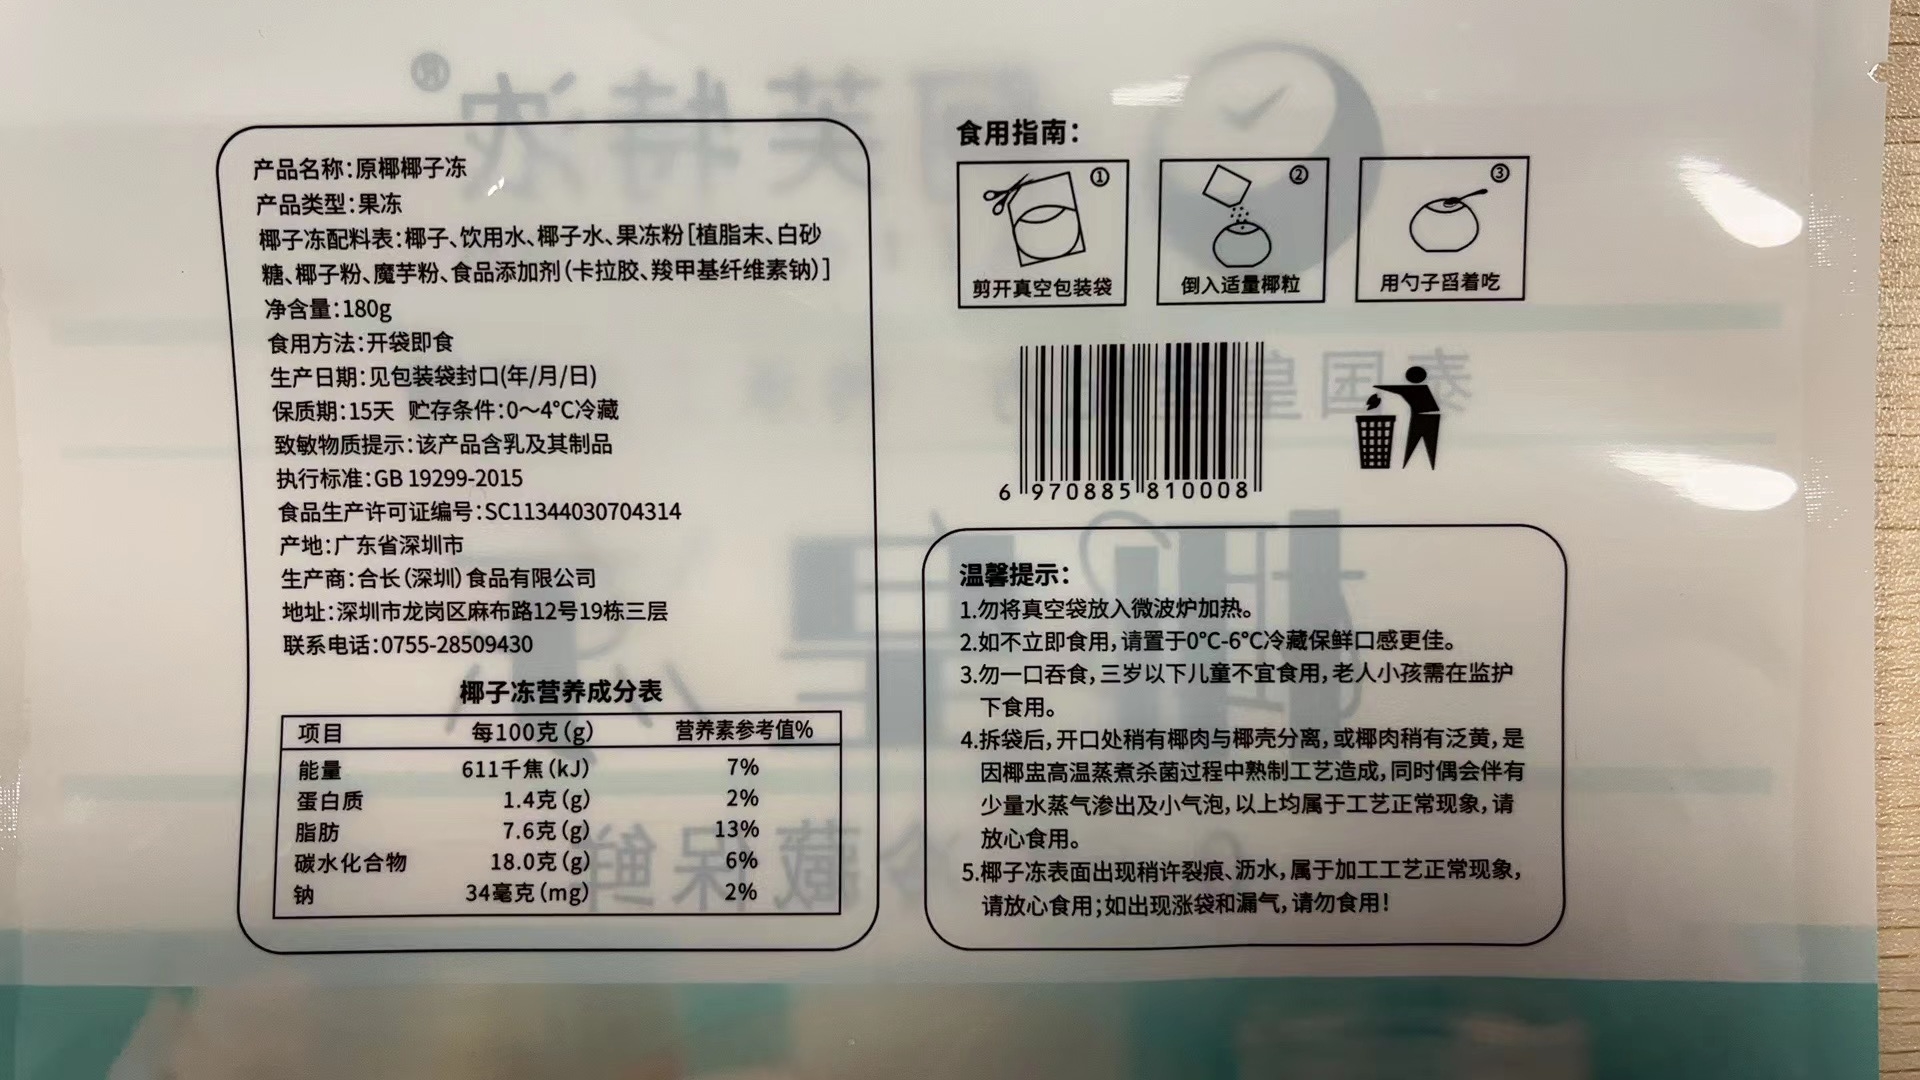 产品名称:原椰椰子冻
产品类型:果冻
椰子冻配料表:椰子、饮用水、椰子水、果冻粉[植脂末、白砂
糖、椰子粉、魔芋粉、食品添加剂(卡拉胶、羧甲基纤维素钠)]
净含量:180g
食用方法:开袋即食
生产日期:见包装袋封口(年/月/日)
保质期:15天 贮存条件:0~4°C冷藏
致敏物质提示:该产品含乳及其制品
执行标准:GB 19299-2015
食品生产许可证编号:SC11344030704314
产地:广东省深圳市
生产商:合长(深圳)食品有限公司
地址:深圳市龙岗区麻布路12号19栋三层
联系电话:0755-28509430
椰子冻营养成分表
项目 每100克(g) 营养素参考值%
能量 611千焦(kJ) 7%
蛋白质 1.4克(g) 2%
脂肪 7.6克(g) 13%
碳水化合物 18.0克(g) 6%
钠 34毫克(mg) 2%
食用指南:
① ② ③
剪开真空包装袋 倒入适量椰粒 用勺子舀着吃
6 970885 810008
温馨提示:
1.勿将真空袋放入微波炉加热。
2.如不立即食用,请置于0°C-6°C冷藏保鲜口感更佳。
3.勿一口吞食,三岁以下儿童不宜食用,老人小孩需在监护
下食用。
4.拆袋后,开口处稍有椰肉与椰壳分离,或椰肉稍有泛黄,是
因椰盅高温蒸煮杀菌过程中熟制工艺造成,同时偶会伴有
少量水蒸气渗出及小气泡,以上均属于工艺正常现象,请
放心食用。
5.椰子冻表面出现稍许裂痕、沥水,属于加工工艺正常现象,
请放心食用;如出现涨袋和漏气,请勿食用!